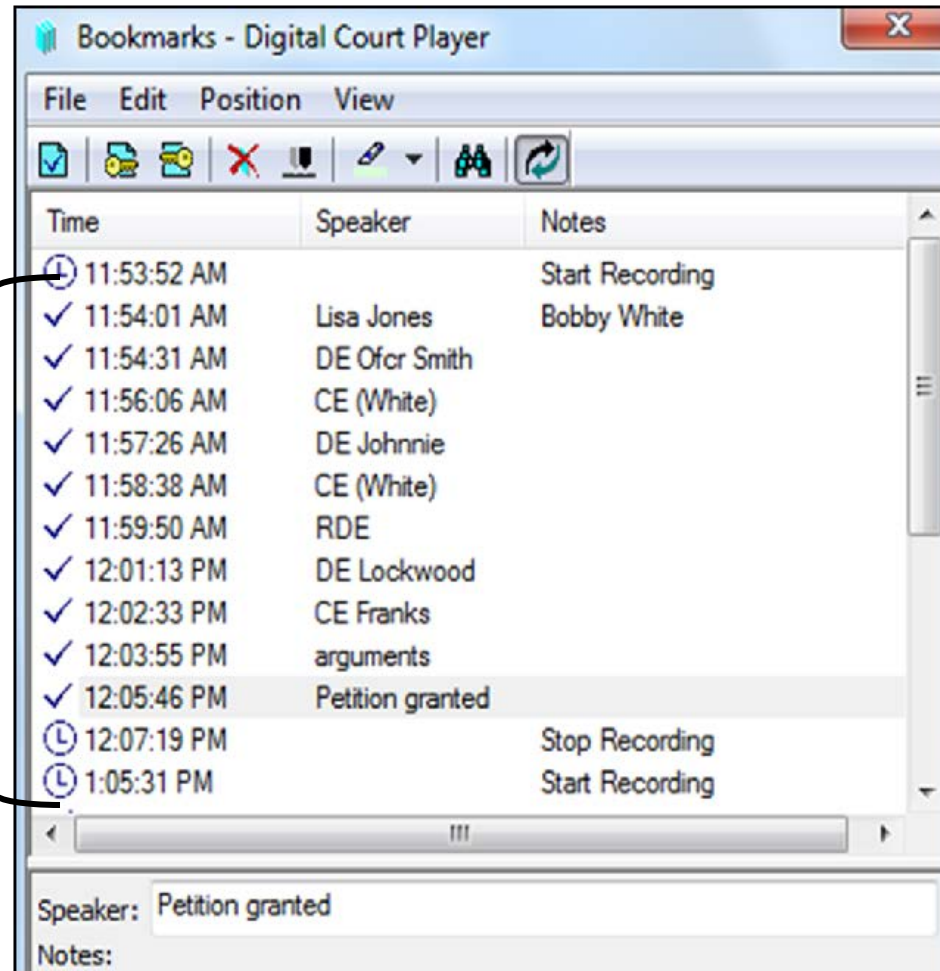 Bookmarks - Digital Court Player
File Edit Position View
Time Speaker Notes
11:53:52 AM Start Recording
11:54:01 AM Lisa Jones Bobby White
11:54:31 AM DE Ofcr Smith
11:56:06 AM CE (White)
11:57:26 AM DE Johnnie
11:58:38 AM CE (White)
11:59:50 AM RDE
12:01:13 PM DE Lockwood
12:02:33 PM CE Franks
12:03:55 PM arguments
12:05:46 PM Petition granted
12:07:19 PM Stop Recording
1:05:31 PM Start Recording
Speaker: Petition granted
Notes: